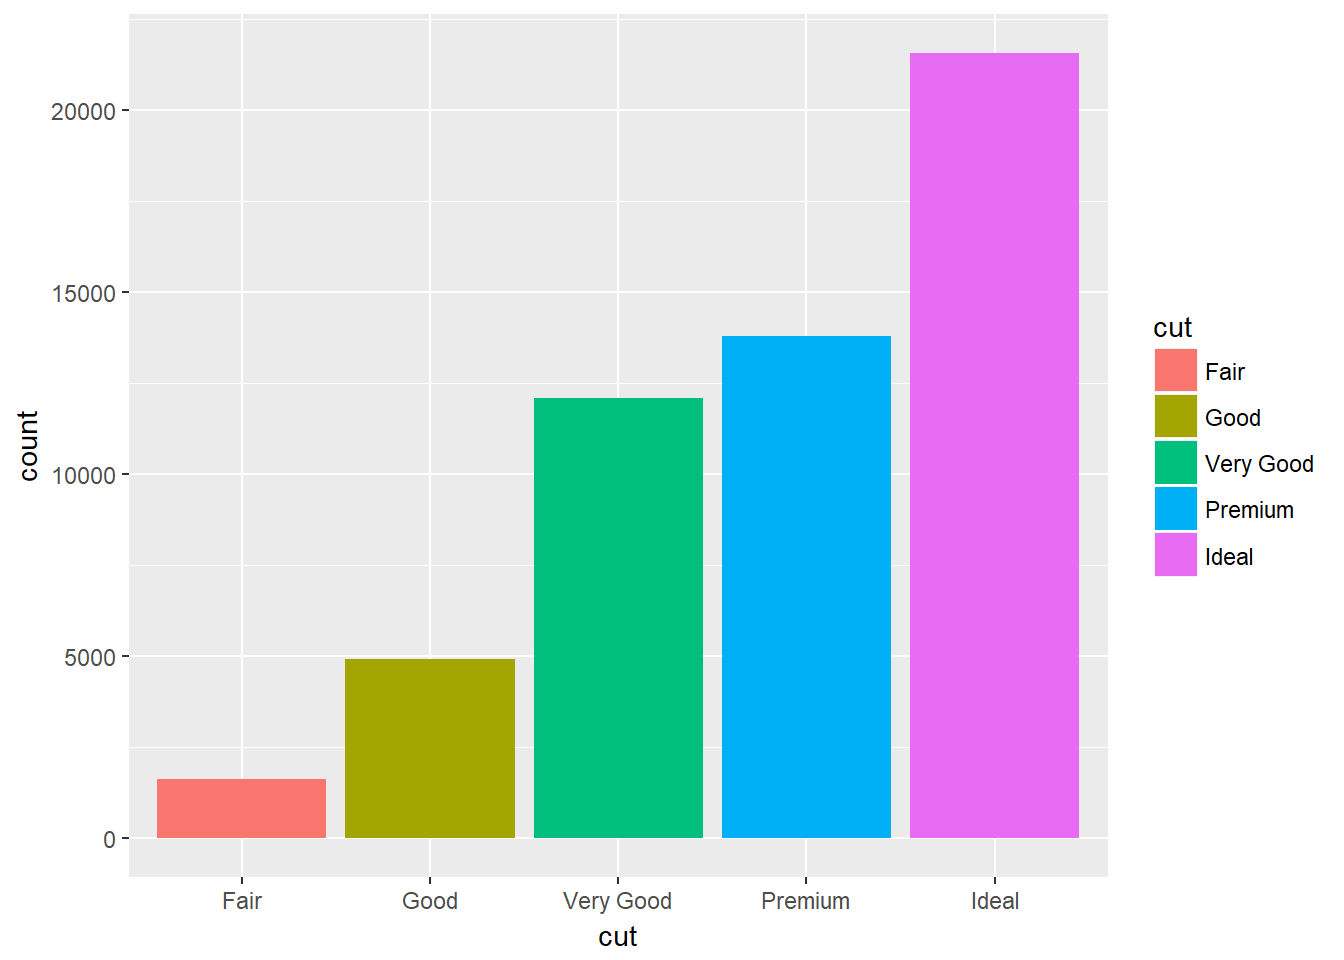 20000
15000
10000
5000
0
count
Fair
Good
Very Good
Premium
Ideal
cut
cut
Fair
Good
Very Good
Premium
Ideal